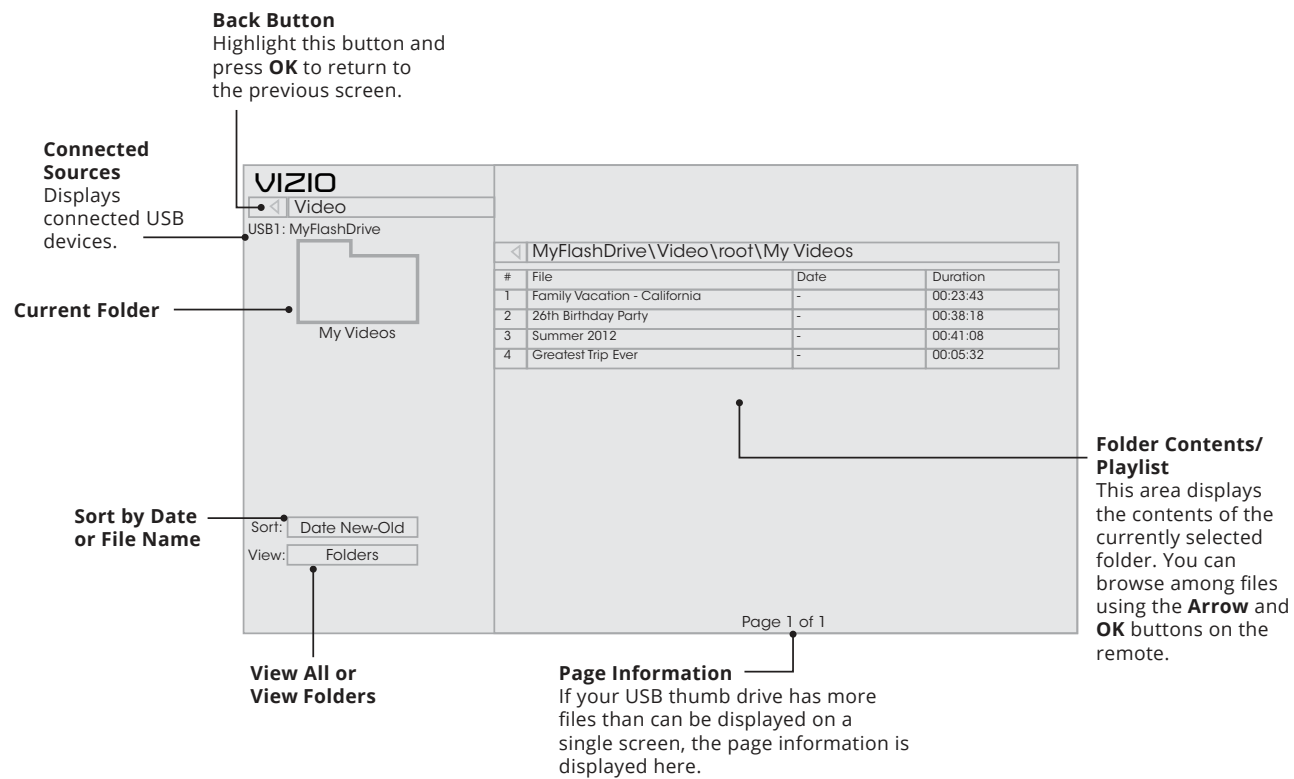 Back Button
Highlight this button and
press OK to return to
the previous screen.
Connected
Sources
Displays
connected USB
devices.
Current Folder
Sort by Date
or File Name
View All or
View Folders
VIZIO
Video
USB1: MyFlashDrive
My Videos
Sort: Date New-Old
View: Folders
MyFlashDrive\Video\root\My Videos
# File Date Duration
1 Family Vacation - California - 00:23:43
2 26th Birthday Party - 00:38:18
3 Summer 2012 - 00:41:08
4 Greatest Trip Ever - 00:05:32
Page 1 of 1
Page Information
If your USB thumb drive has more
files than can be displayed on a
single screen, the page information is
displayed here.
Folder Contents/
Playlist
This area displays
the contents of the
currently selected
folder. You can
browse among files
using the Arrow and
OK buttons on the
remote.